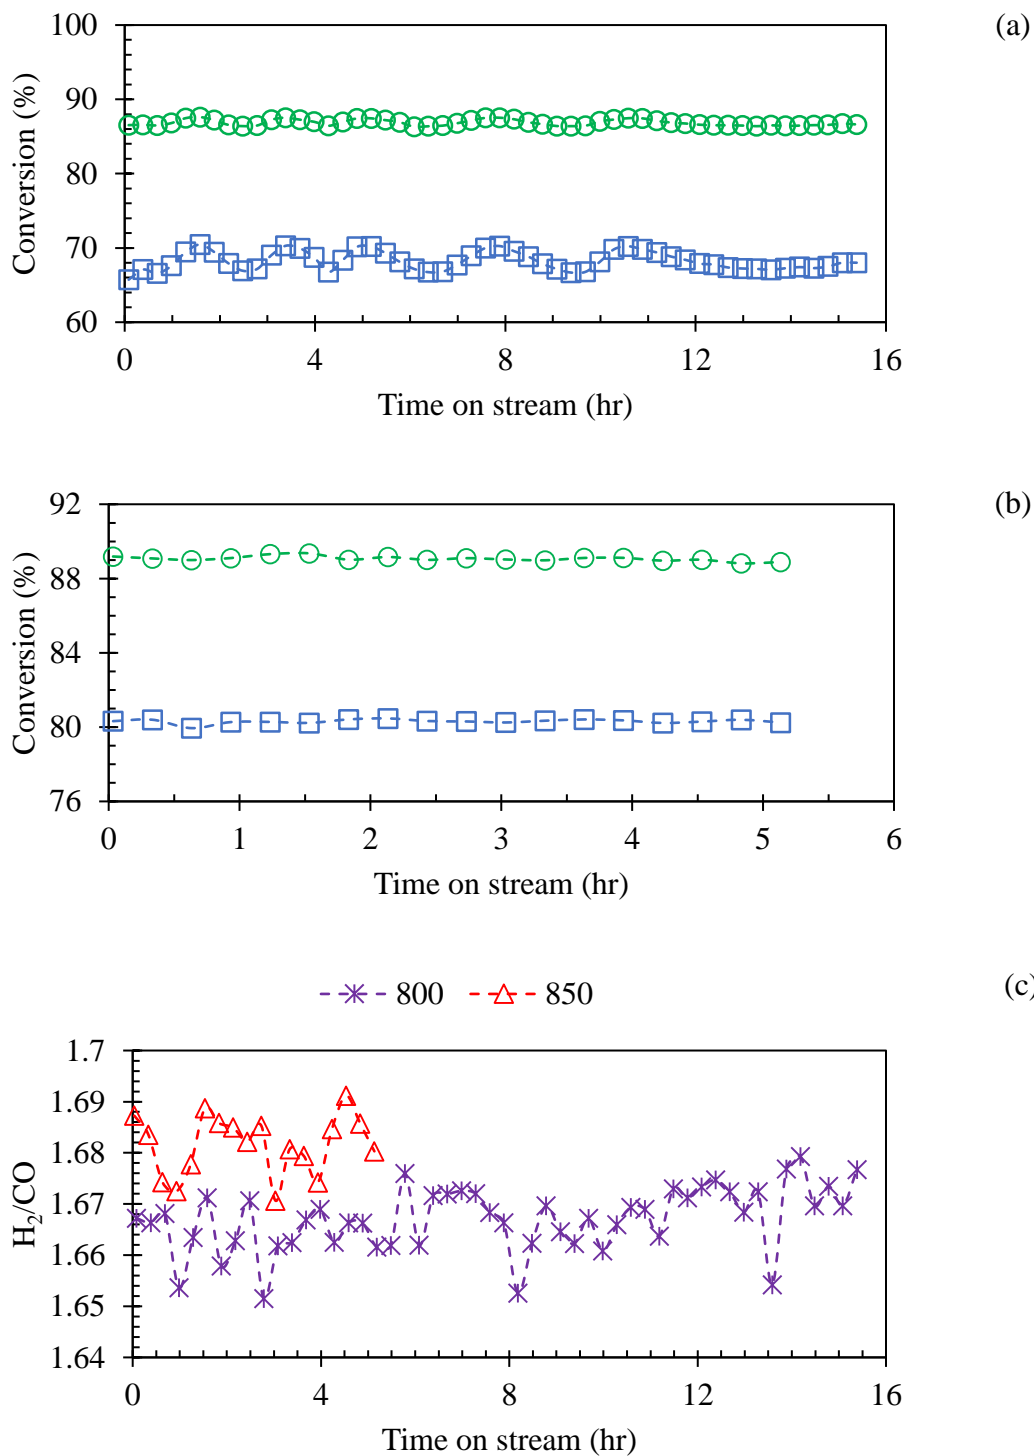 (a)
Conversion (%)
100
90
80
70
60
0 4 8 12 16
Time on stream (hr)
(b)
Conversion (%)
92
88
84
80
76
0 1 2 3 4 5 6
Time on stream (hr)
800 850
(c)
H₂/CO
1.7
1.69
1.68
1.67
1.66
1.65
1.64
0 4 8 12 16
Time on stream (hr)